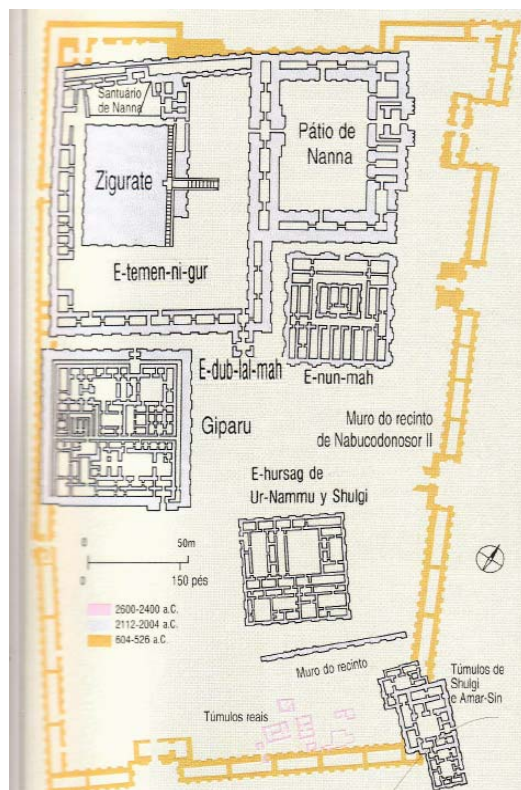 Santuário
de Nanna
Pátio de
Nanna
Zigurate
E-temen-ni-gur
E-dub-lal-mah
E-nun-mah
Giparu
Muro do recinto
de Nabucodonosor II
E-hursag de
Ur-Nammu y Shulgi
0 50m
0 150 pés
2600-2400 a.C.
2112-2004 a.C.
604-526 a.C.
Muro do recinto
Túmulos de
Shulgi
e Amar-Sin
Túmulos reais